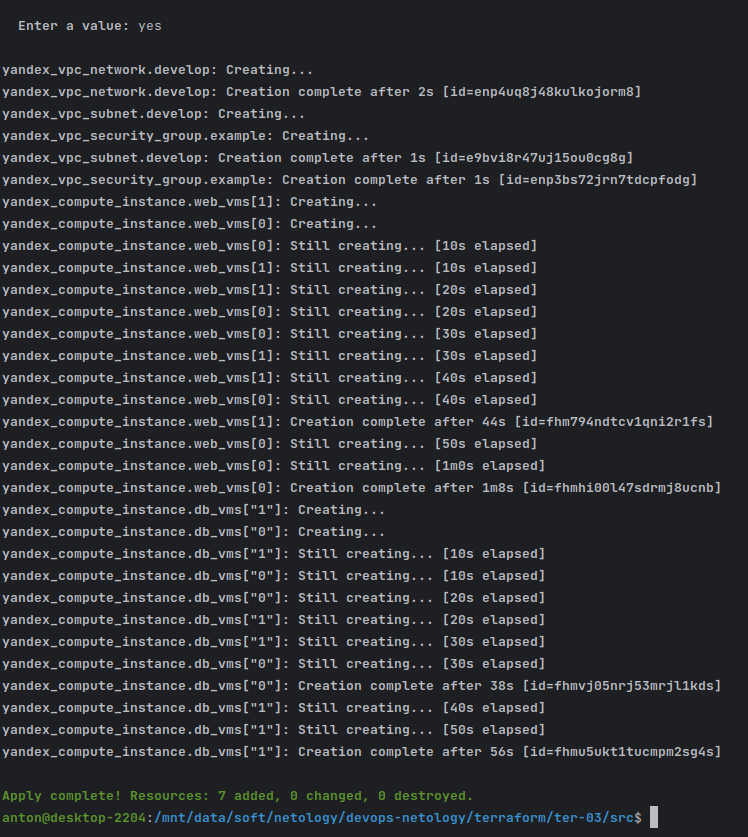 Enter a value: yes
yandex_vpc_network.develop: Creating...
yandex_vpc_network.develop: Creation complete after 2s [id=enp4uq8j48kulkojorm8]
yandex_vpc_subnet.develop: Creating...
yandex_vpc_security_group.example: Creating...
yandex_vpc_subnet.develop: Creation complete after 1s [id=e9bvi8r47uj15ou0cg8g]
yandex_vpc_security_group.example: Creation complete after 1s [id=enp3bs72jrn7tdcpfodg]
yandex_compute_instance.web_vms[1]: Creating...
yandex_compute_instance.web_vms[0]: Creating...
yandex_compute_instance.web_vms[0]: Still creating... [10s elapsed]
yandex_compute_instance.web_vms[1]: Still creating... [10s elapsed]
yandex_compute_instance.web_vms[1]: Still creating... [20s elapsed]
yandex_compute_instance.web_vms[0]: Still creating... [20s elapsed]
yandex_compute_instance.web_vms[0]: Still creating... [30s elapsed]
yandex_compute_instance.web_vms[1]: Still creating... [30s elapsed]
yandex_compute_instance.web_vms[1]: Still creating... [40s elapsed]
yandex_compute_instance.web_vms[0]: Still creating... [40s elapsed]
yandex_compute_instance.web_vms[1]: Creation complete after 44s [id=fhm794ndtcv1qni2r1fs]
yandex_compute_instance.web_vms[0]: Still creating... [50s elapsed]
yandex_compute_instance.web_vms[0]: Still creating... [1m0s elapsed]
yandex_compute_instance.web_vms[0]: Creation complete after 1m8s [id=fhmhi00l47sdrmj8ucnb]
yandex_compute_instance.db_vms["1"]: Creating...
yandex_compute_instance.db_vms["0"]: Creating...
yandex_compute_instance.db_vms["1"]: Still creating... [10s elapsed]
yandex_compute_instance.db_vms["0"]: Still creating... [10s elapsed]
yandex_compute_instance.db_vms["0"]: Still creating... [20s elapsed]
yandex_compute_instance.db_vms["1"]: Still creating... [20s elapsed]
yandex_compute_instance.db_vms["1"]: Still creating... [30s elapsed]
yandex_compute_instance.db_vms["0"]: Still creating... [30s elapsed]
yandex_compute_instance.db_vms["0"]: Creation complete after 38s [id=fhmvj05nrj53mrjl1kds]
yandex_compute_instance.db_vms["1"]: Still creating... [40s elapsed]
yandex_compute_instance.db_vms["1"]: Still creating... [50s elapsed]
yandex_compute_instance.db_vms["1"]: Creation complete after 56s [id=fhmu5ukt1tucmpm2sg4s]
Apply complete! Resources: 7 added, 0 changed, 0 destroyed.
anton@desktop-2204:/mnt/data/soft/netology/devops-netology/terraform/ter-03/src$